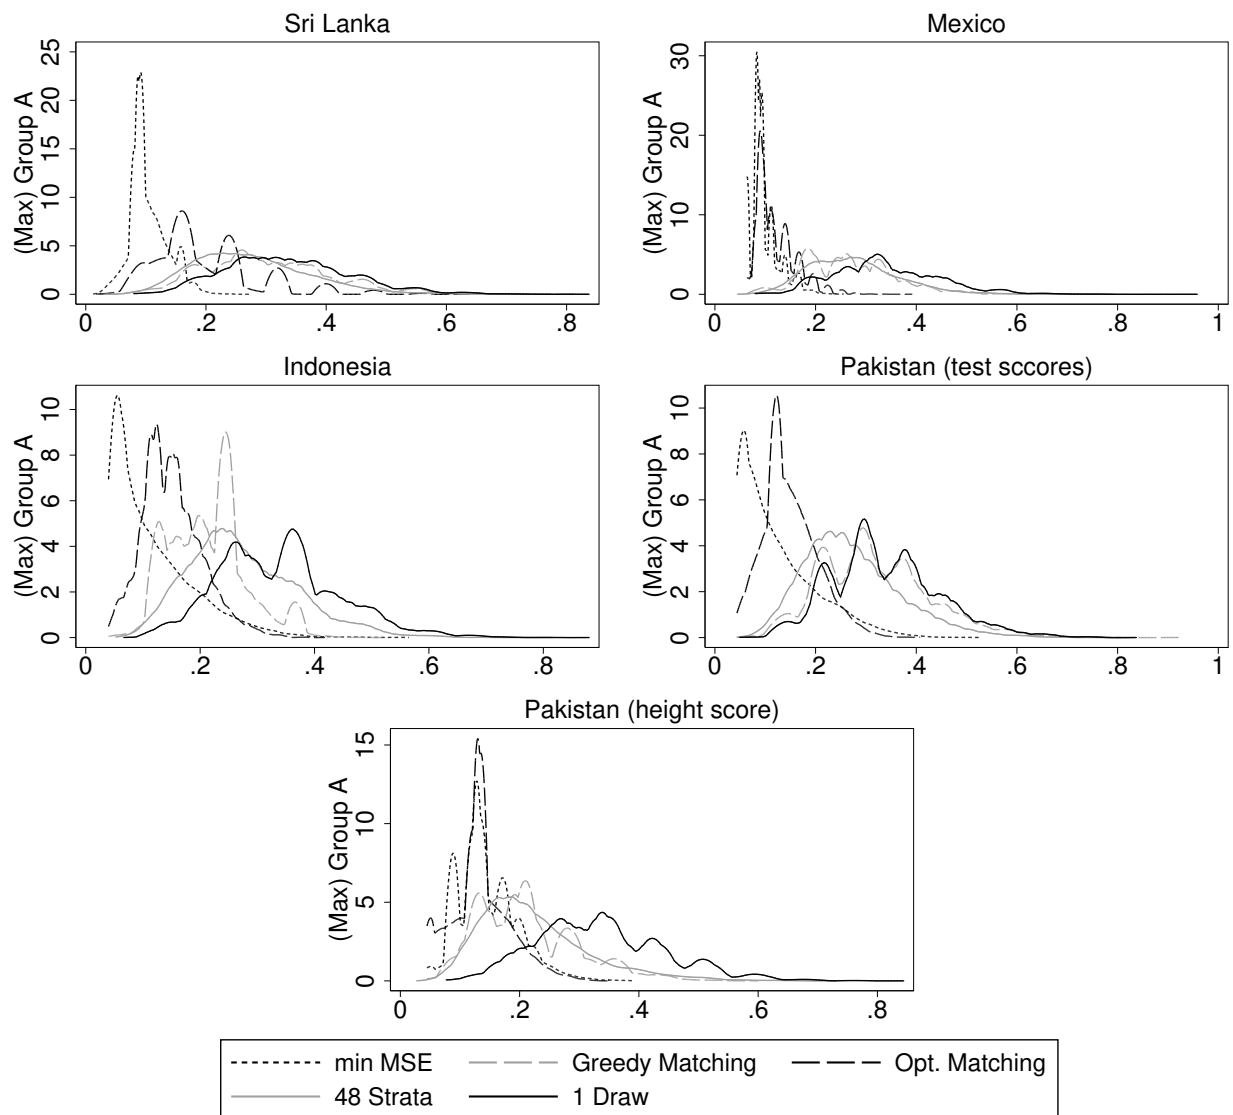 Sri Lanka
(Max) Group A
0 5 10 15 20 25
0 .2 .4 .6 .8
Mexico
(Max) Group A
0 10 20 30
0 .2 .4 .6 .8 1
Indonesia
(Max) Group A
0 2 4 6 8 10
0 .2 .4 .6 .8
Pakistan (test sccores)
(Max) Group A
0 2 4 6 8 10
0 .2 .4 .6 .8 1
Pakistan (height score)
(Max) Group A
0 5 10 15
0 .2 .4 .6 .8
min MSE Greedy Matching Opt. Matching
48 Strata 1 Draw